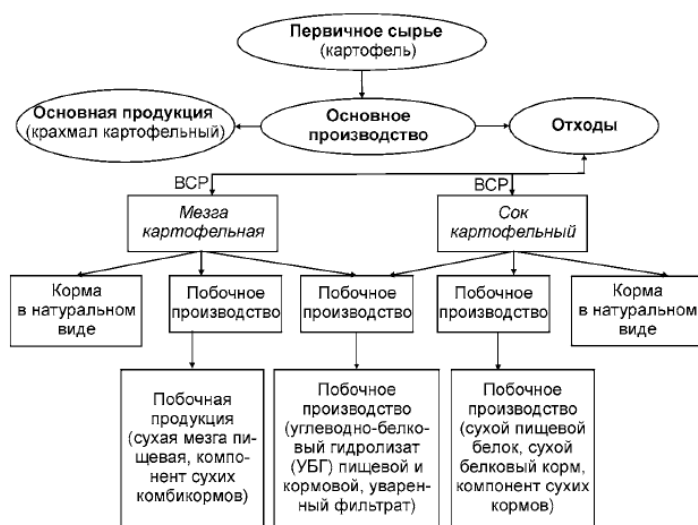 Первичное сырье
(картофель)
Основная продукция
(крахмал картофельный)
Основное
производство
Отходы
ВСР
ВСР
Мезга
картофельная
Сок
картофельный
Корма
в натуральном
виде
Побочное
производство
Побочное
производство
Побочное
производство
Корма
в натуральном
виде
Побочная
продукция
(сухая мезга пи-
щевая, компо-
нент сухих
комбикормов)
Побочное
производство
(углеводно-белко-
вый гидролизат
(УБГ) пищевой и
кормовой, уварен-
ный фильтрат)
Побочное
производство
(сухой пищевой
белок, сухой
белковый корм,
компонент сухих
кормов)